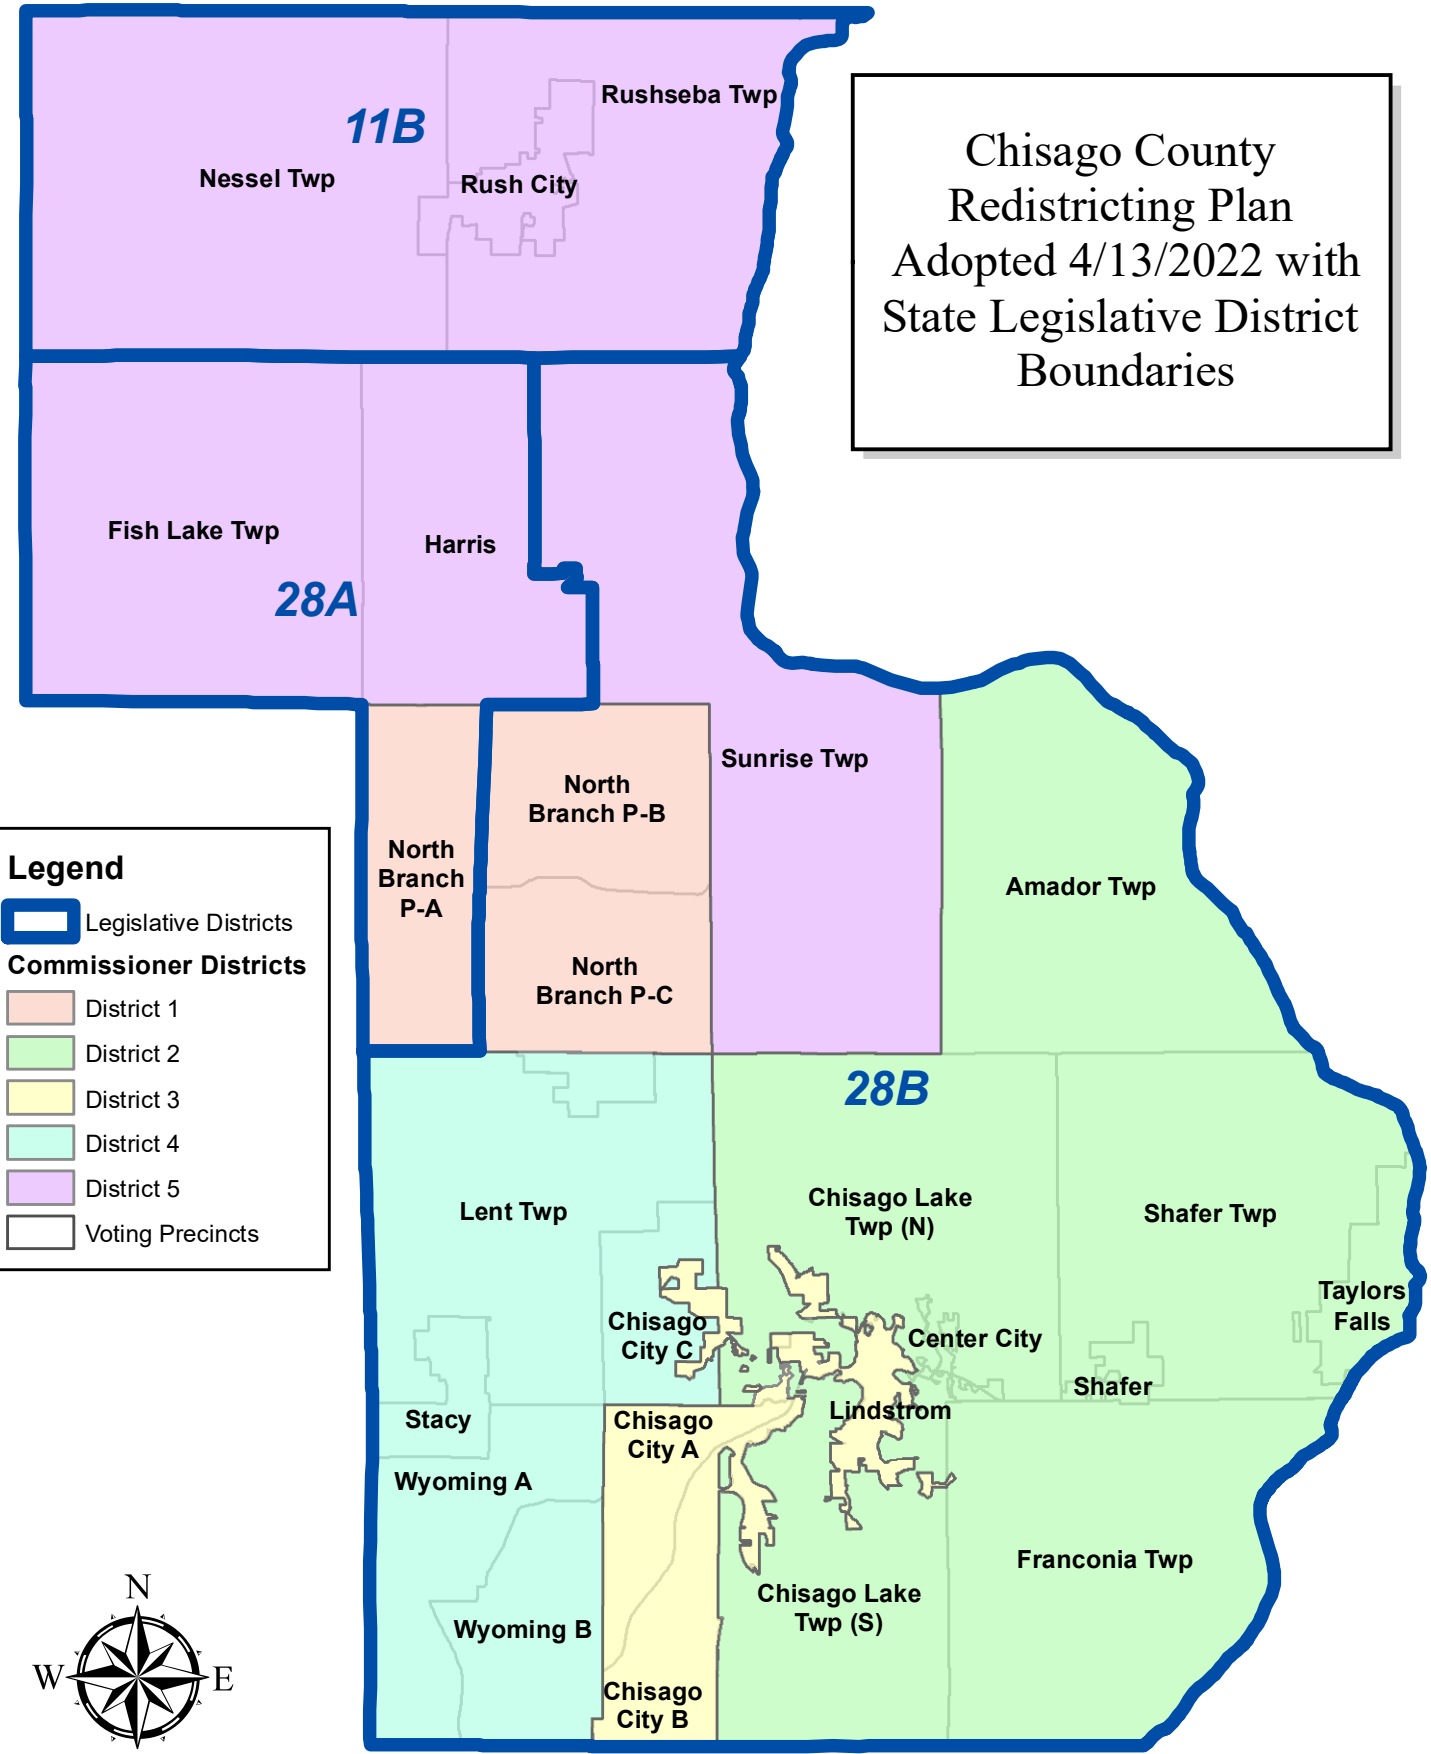 Chisago County
Redistricting Plan
Adopted 4/13/2022 with
State Legislative District
Boundaries
11B
Rushseba Twp
Nessel Twp
Rush City
Fish Lake Twp
Harris
28A
Sunrise Twp
North
Branch P-B
North
Branch
P-A
Amador Twp
North
Branch P-C
Legend
Legislative Districts
Commissioner Districts
District 1
District 2
District 3
District 4
District 5
Voting Precincts
28B
Lent Twp
Chisago Lake
Twp (N)
Shafer Twp
Taylors
Falls
Chisago
City C
Center City
Shafer
Stacy
Chisago
City A
Lindstrom
Wyoming A
Franconia Twp
Chisago Lake
Twp (S)
Wyoming B
Chisago
City B
N
W
E